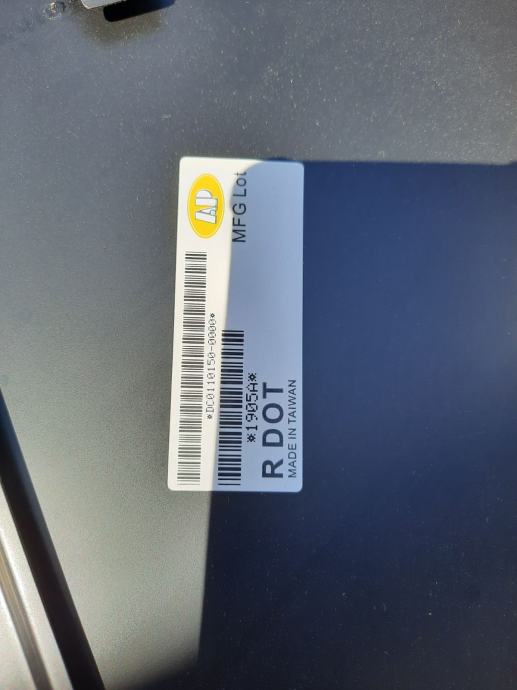 AP
*DC0110150-0000*
MFG Lot
*1905A*
R DOT
MADE IN TAIWAN